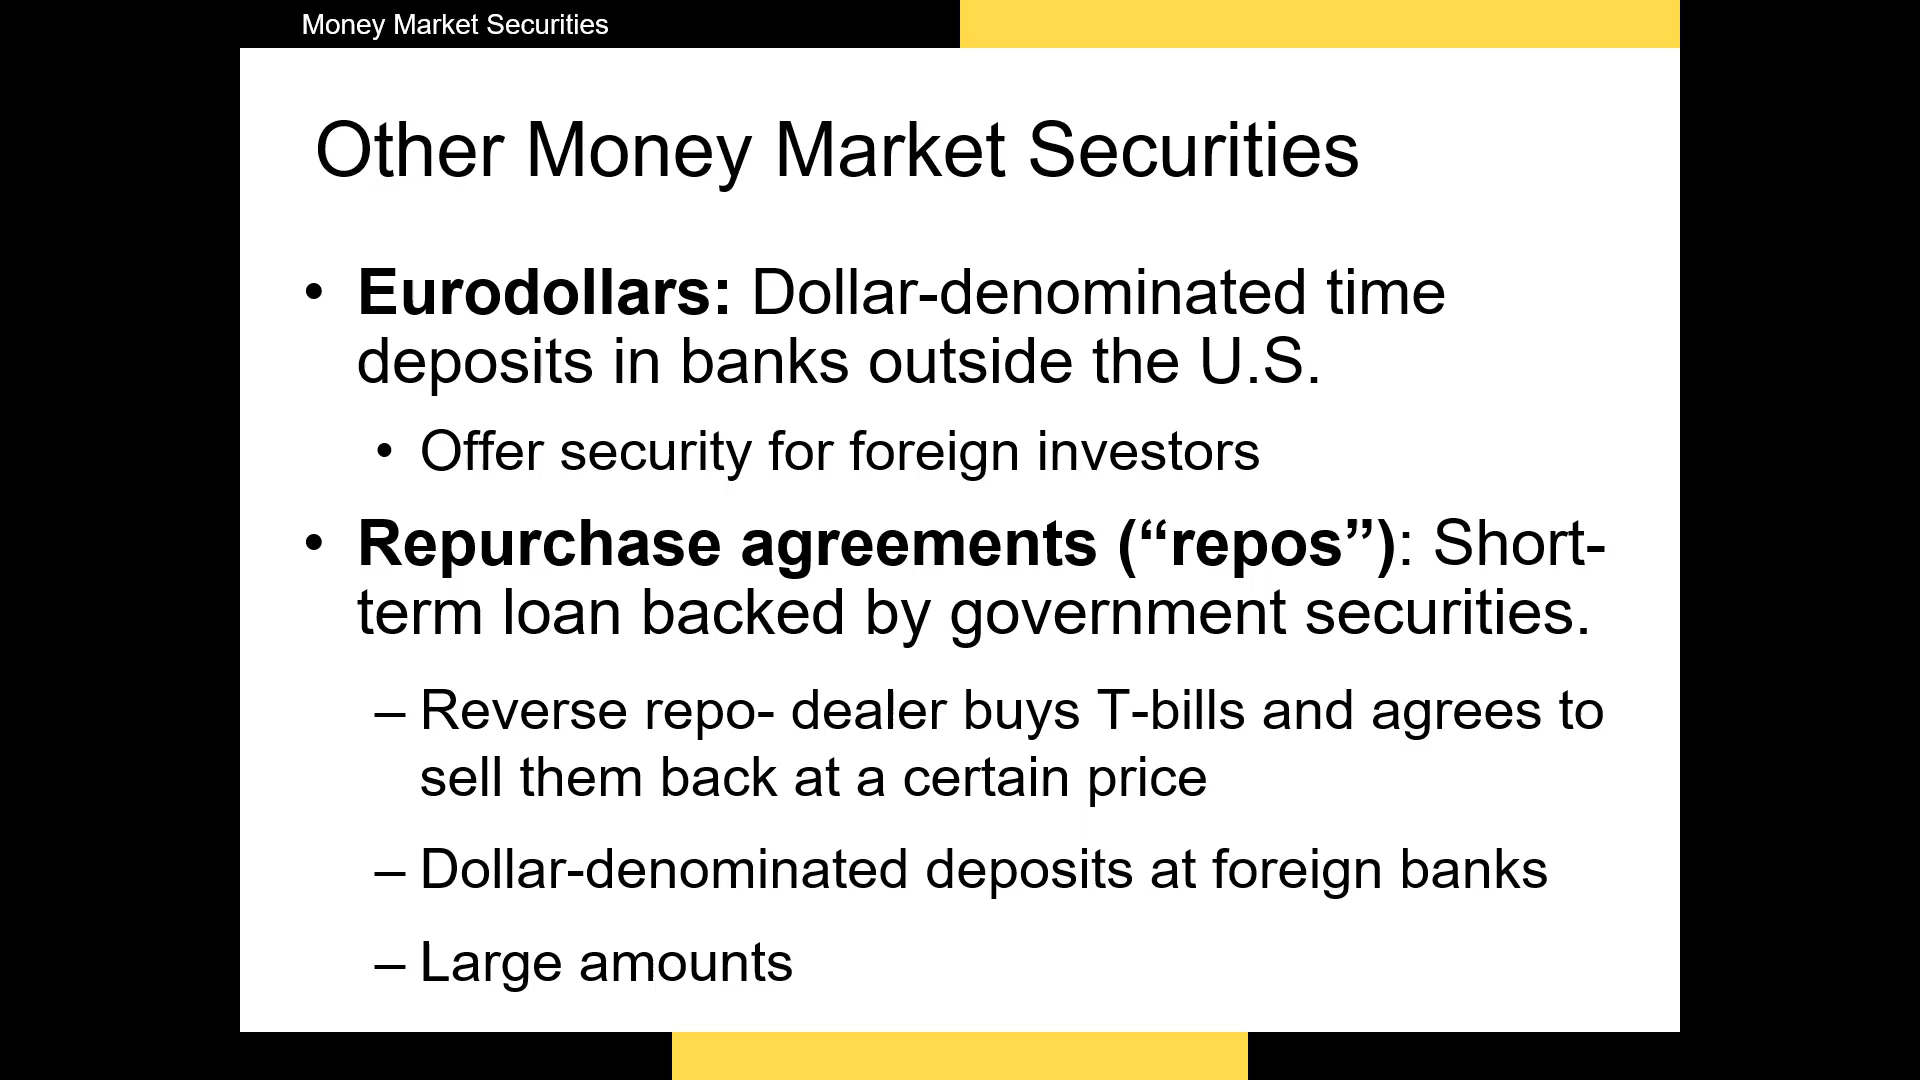 Money Market Securities
Other Money Market Securities
• Eurodollars: Dollar-denominated time
deposits in banks outside the U.S.
• Offer security for foreign investors
• Repurchase agreements (“repos”): Short-
term loan backed by government securities.
– Reverse repo- dealer buys T-bills and agrees to
sell them back at a certain price
– Dollar-denominated deposits at foreign banks
– Large amounts